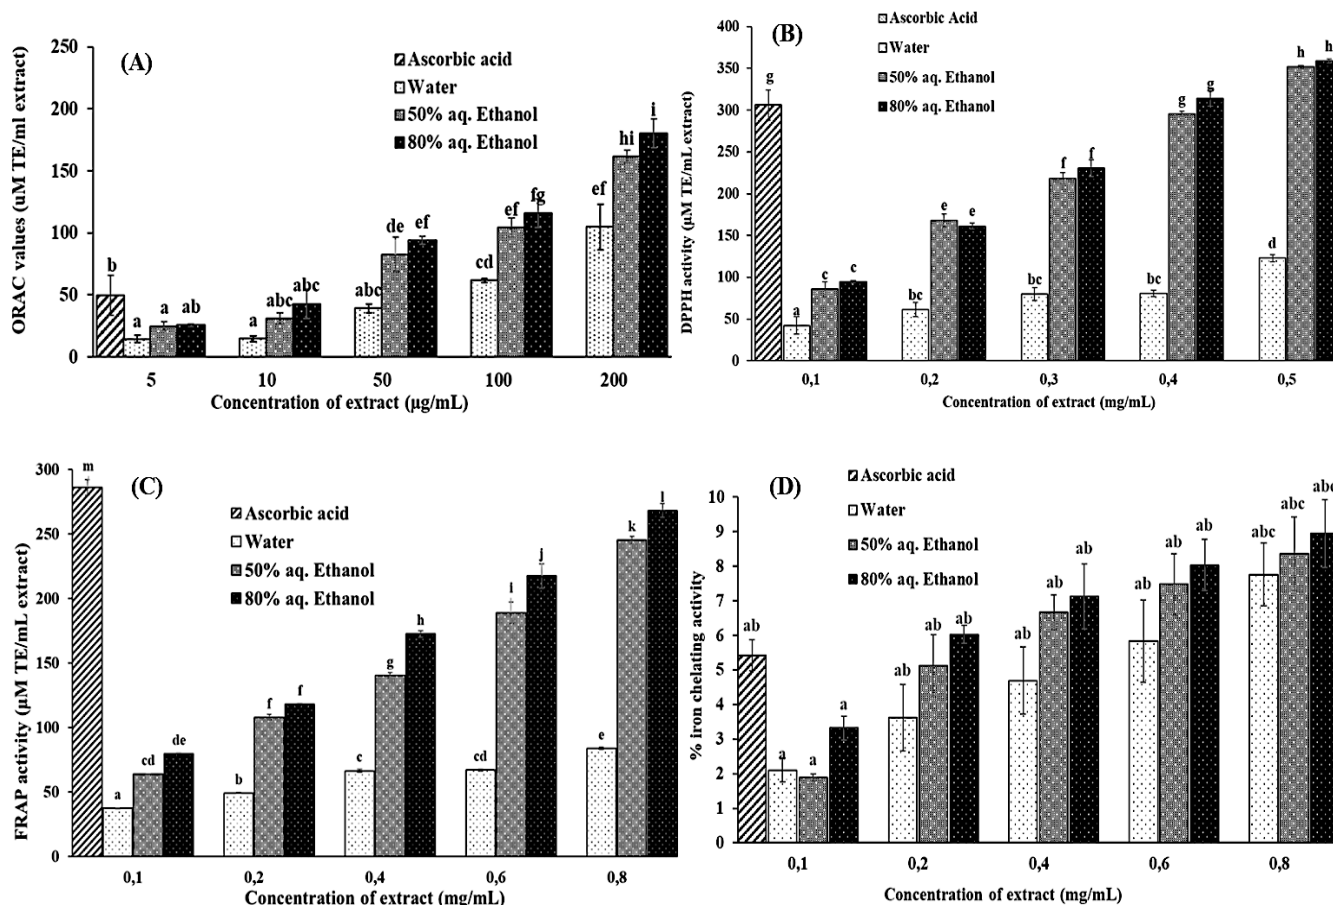 (A)
ORAC values (uM TE/ml extract)
250
200
150
100
50
0
Ascorbic acid
Water
50% aq. Ethanol
80% aq. Ethanol
b a a ab
a abc abc
abc de ef
cd ef fg
ef hi i
5 10 50 100 200
Concentration of extract (µg/mL)
(B)
DPPH activity (µM TE/mL extract)
400
350
300
250
200
150
100
50
0
Ascorbic Acid
Water
50% aq. Ethanol
80% aq. Ethanol
g a c c
bc e e
bc f f
bc g g
d h h
0,1 0,2 0,3 0,4 0,5
Concentration of extract (mg/mL)
(C)
FRAP activity (µM TE/mL extract)
300
250
200
150
100
50
0
Ascorbic acid
Water
50% aq. Ethanol
80% aq. Ethanol
m a cd de
b f f
c g h
cd i j
e k l
0,1 0,2 0,4 0,6 0,8
Concentration of extract (mg/mL)
(D)
% iron chelating activity
10
9
8
7
6
5
4
3
2
1
0
Ascorbic acid
Water
50% aq. Ethanol
80% aq. Ethanol
ab a a a
ab ab ab
ab ab ab
ab ab ab
abc abc abc
0,1 0,2 0,4 0,6 0,8
Concentration of extract (mg/mL)